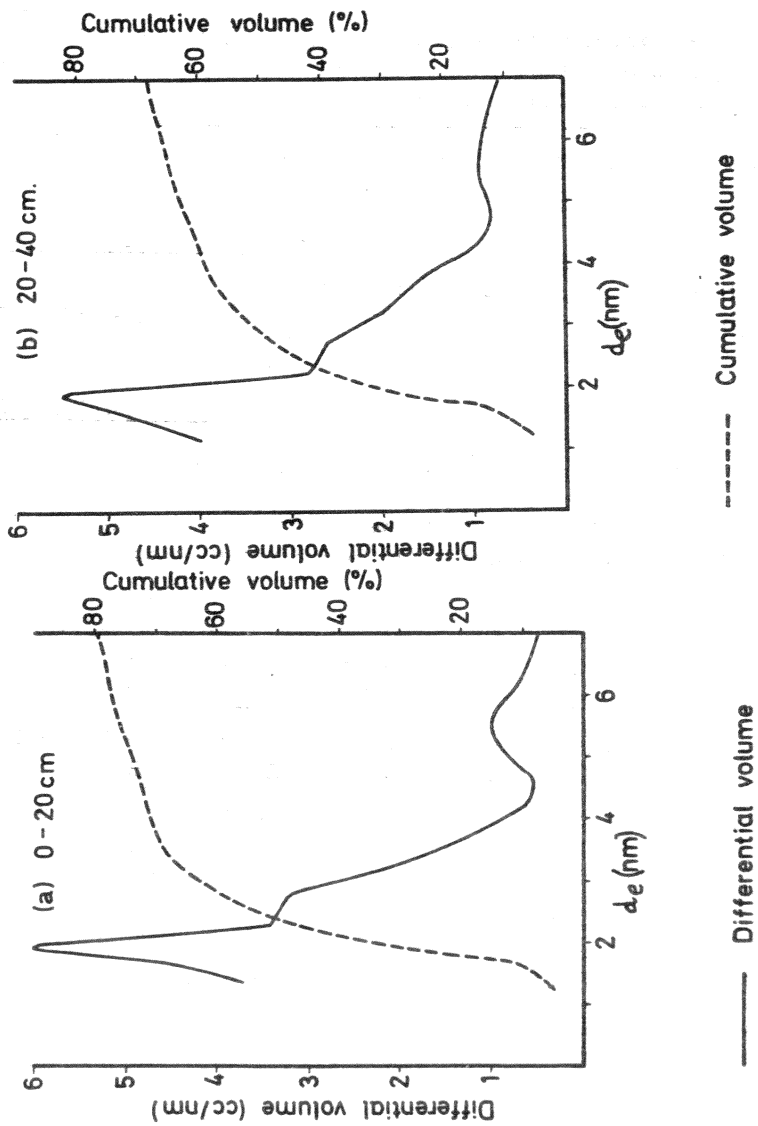 (a) 0-20 cm
Differential volume (cc/nm)
6
5
4
3
2
1
2
4
6
de (nm)
Cumulative volume (%)
80
60
40
20
(b) 20-40 cm.
Differential volume (cc/nm)
6
5
4
3
2
1
2
4
6
de (nm)
Cumulative volume (%)
80
60
40
20
Differential volume
Cumulative volume